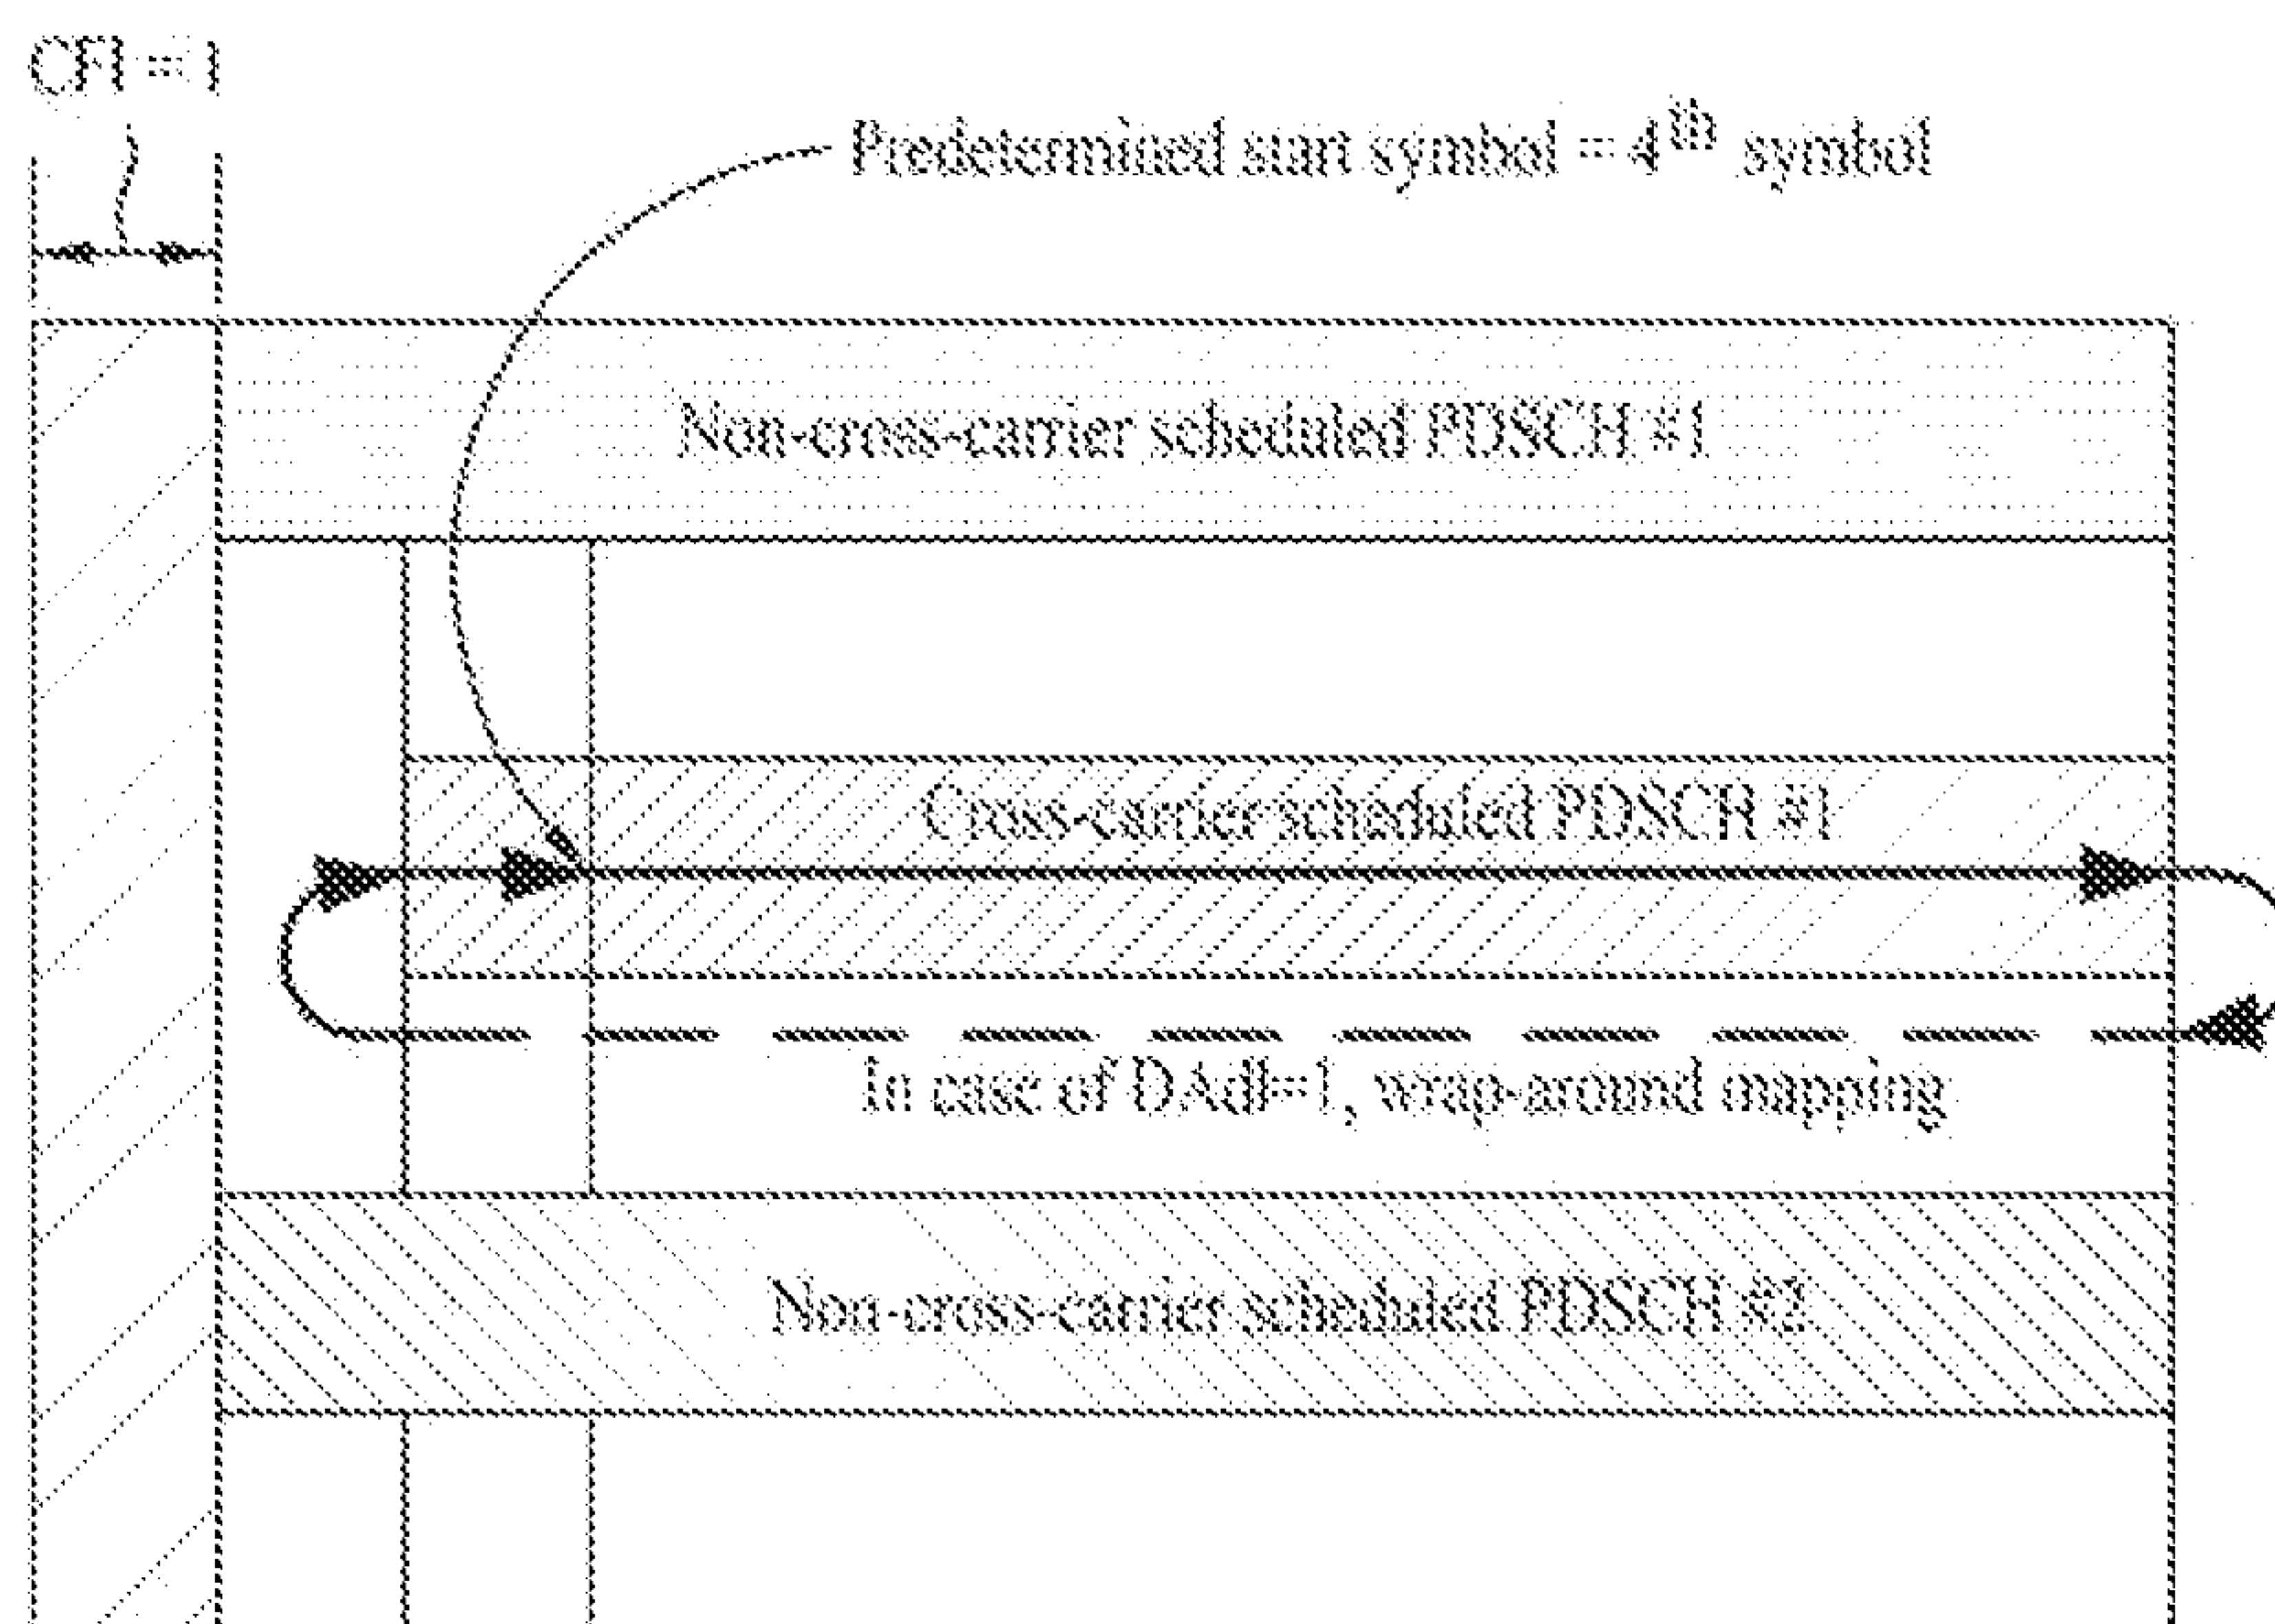 CFI = 1
Predetermined start symbol = 4th symbol
Non-cross-carrier scheduled PDSCH #1
Cross-carrier scheduled PDSCH #1
In case of DAdI=1, wrap-around mapping
Non-cross-carrier scheduled PDSCH #2